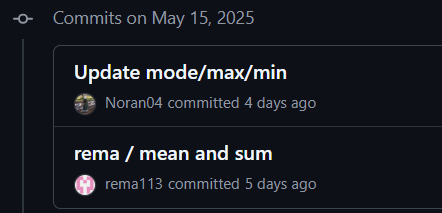 Commits on May 15, 2025
Update mode/max/min
Noran04 committed 4 days ago
rema / mean and sum
rema113 committed 5 days ago